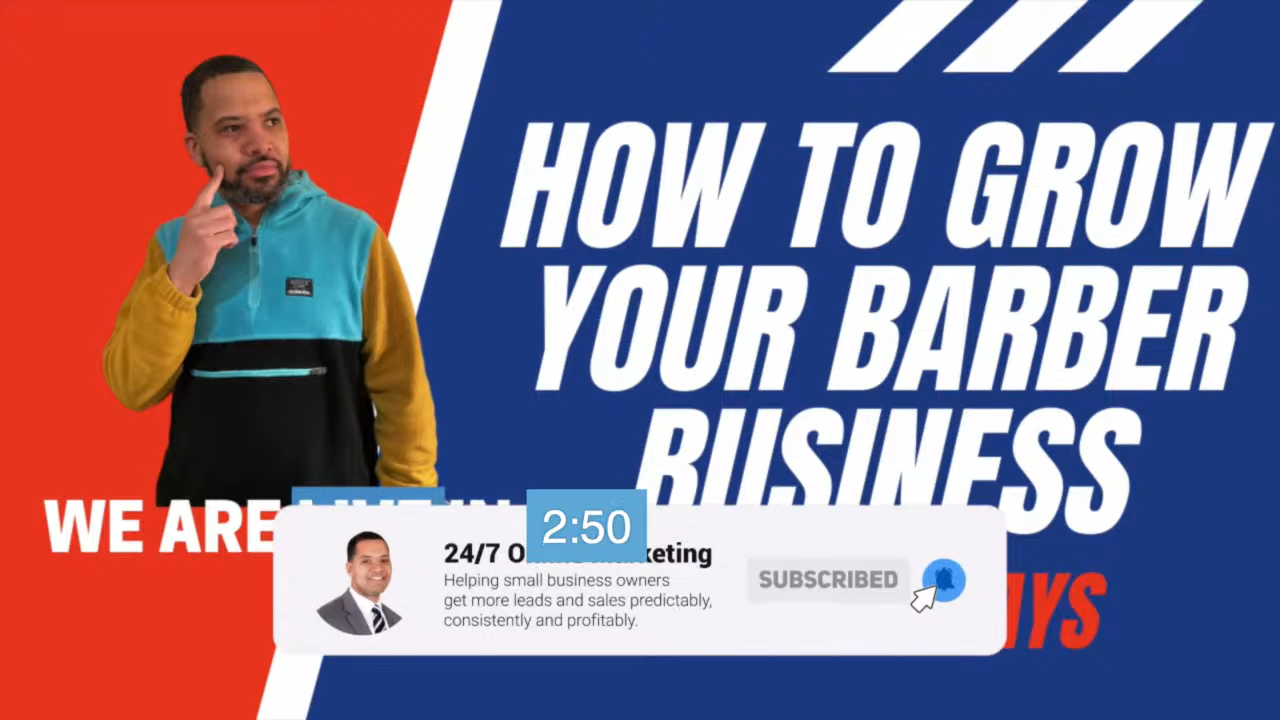 HOW TO GROW
YOUR BARBER
BUSINESS
WE ARE
2:50
24/7
Helping small business owners
get more leads and sales predictably,
consistently and profitably.
SUBSCRIBED